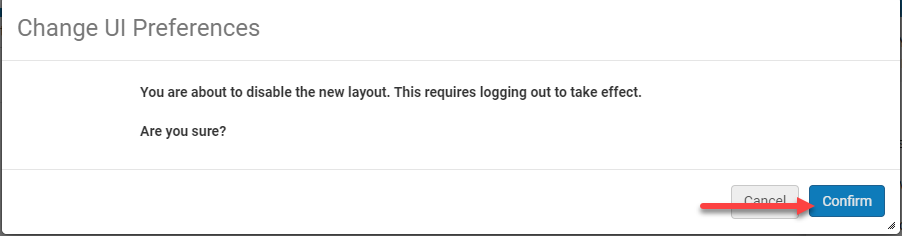 Change UI Preferences
You are about to disable the new layout. This requires logging out to take effect.
Are you sure?
Cancel Confirm